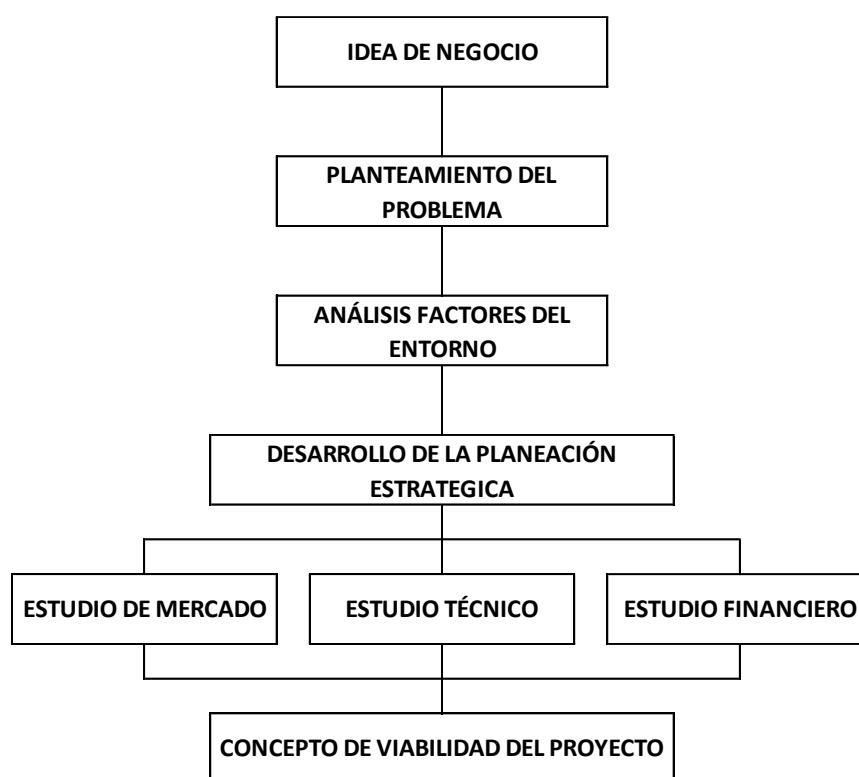 IDEA DE NEGOCIO
PLANTEAMIENTO DEL
PROBLEMA
ANÁLISIS FACTORES DEL
ENTORNO
DESARROLLO DE LA PLANEACIÓN
ESTRATEGICA
ESTUDIO DE MERCADO
ESTUDIO TÉCNICO
ESTUDIO FINANCIERO
CONCEPTO DE VIABILIDAD DEL PROYECTO